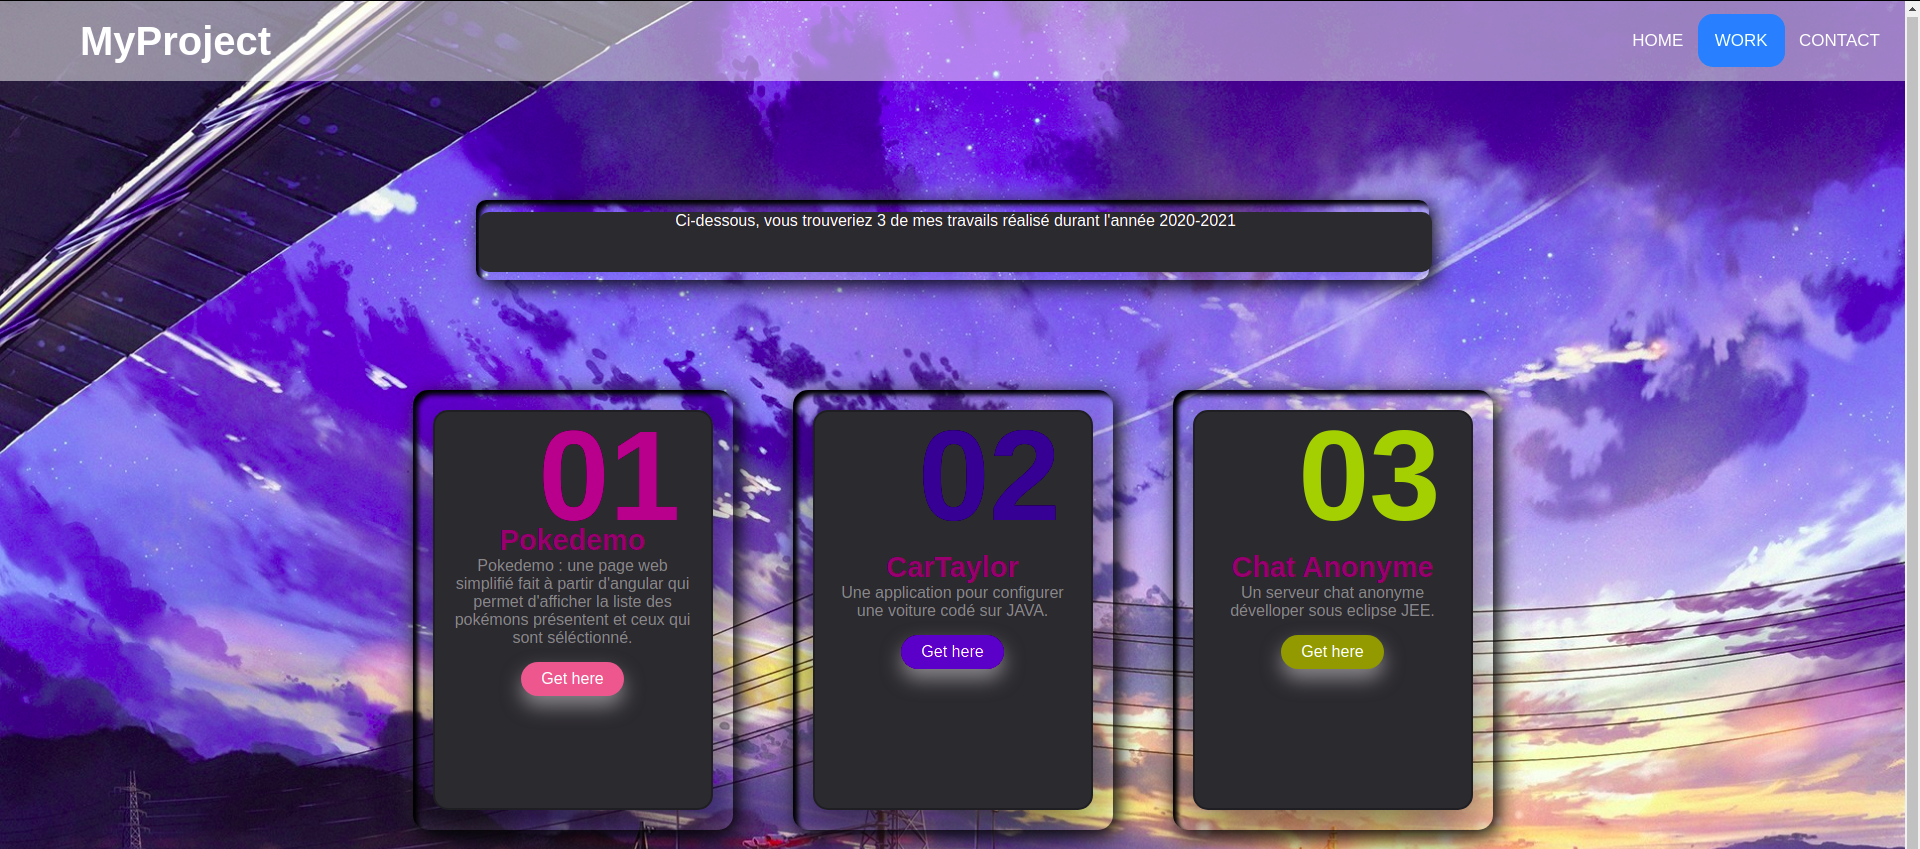 MyProject
HOME
WORK
CONTACT
Ci-dessous, vous trouveriez 3 de mes travails réalisé durant l'année 2020-2021
01
Pokedemo
Pokedemo : une page web
simplifié fait à partir d'angular qui
permet d'afficher la liste des
pokémons présentent et ceux qui
sont séléctionné.
Get here
02
CarTaylor
Une application pour configurer
une voiture codé sur JAVA.
Get here
03
Chat Anonyme
Un serveur chat anonyme
dévelloper sous eclipse JEE.
Get here